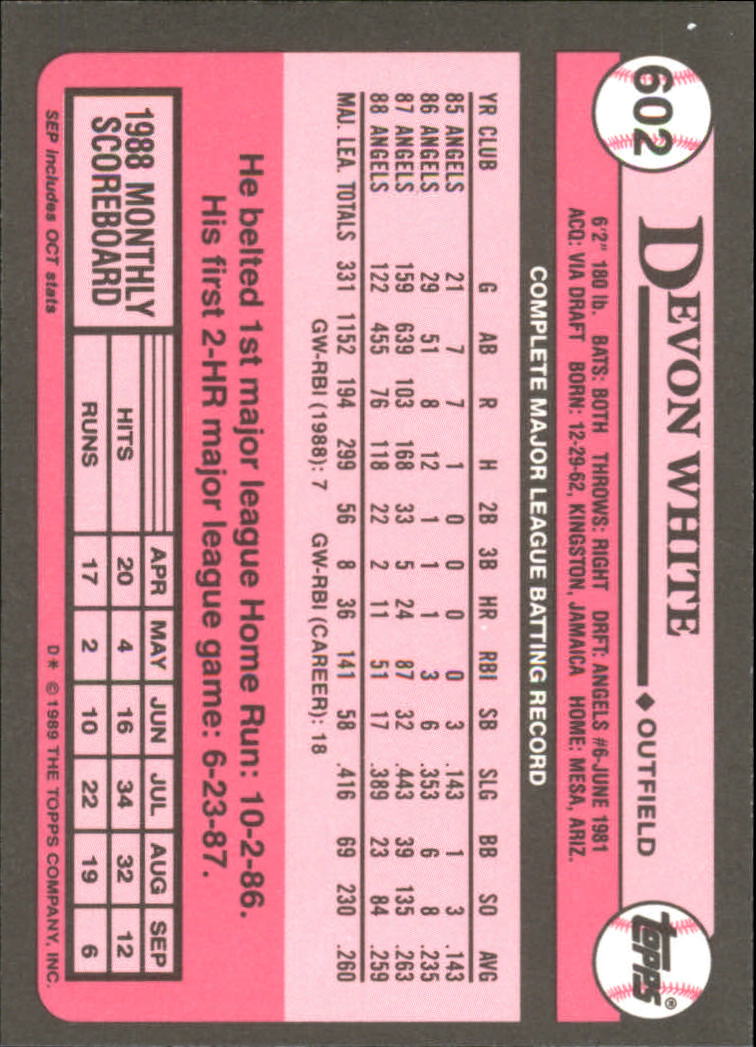 602
DEVON WHITE ◆ OUTFIELD
topps®
6'2" 180 lb. BATS: BOTH THROWS: RIGHT DRFT: ANGELS #6-JUNE 1981
ACQ: VIA DRAFT BORN: 12-29-62, KINGSTON, JAMAICA HOME: MESA, ARIZ.
COMPLETE MAJOR LEAGUE BATTING RECORD
YR CLUB G AB R H 2B 3B HR RBI SB SLG BB SO AVG
85 ANGELS 21 7 7 1 0 0 0 0 3 .143 1 3 .143
86 ANGELS 29 51 8 12 1 1 1 3 6 .353 6 8 .235
87 ANGELS 159 639 103 168 33 5 24 87 32 .443 39 135 .263
88 ANGELS 122 455 76 118 22 2 11 51 17 .389 23 84 .259
MAJ. LEA. TOTALS 331 1152 194 299 56 8 36 141 58 .416 69 230 .260
GW-RBI (1988): 7 GW-RBI (CAREER): 18
He belted 1st major league Home Run: 10-2-86.
His first 2-HR major league game: 6-23-87.
1988 MONTHLY
SCOREBOARD
APR MAY JUN JUL AUG SEP
HITS 20 4 16 34 32 12
RUNS 17 2 10 22 19 6
SEP includes OCT stats
D* ©1989 THE TOPPS COMPANY, INC.